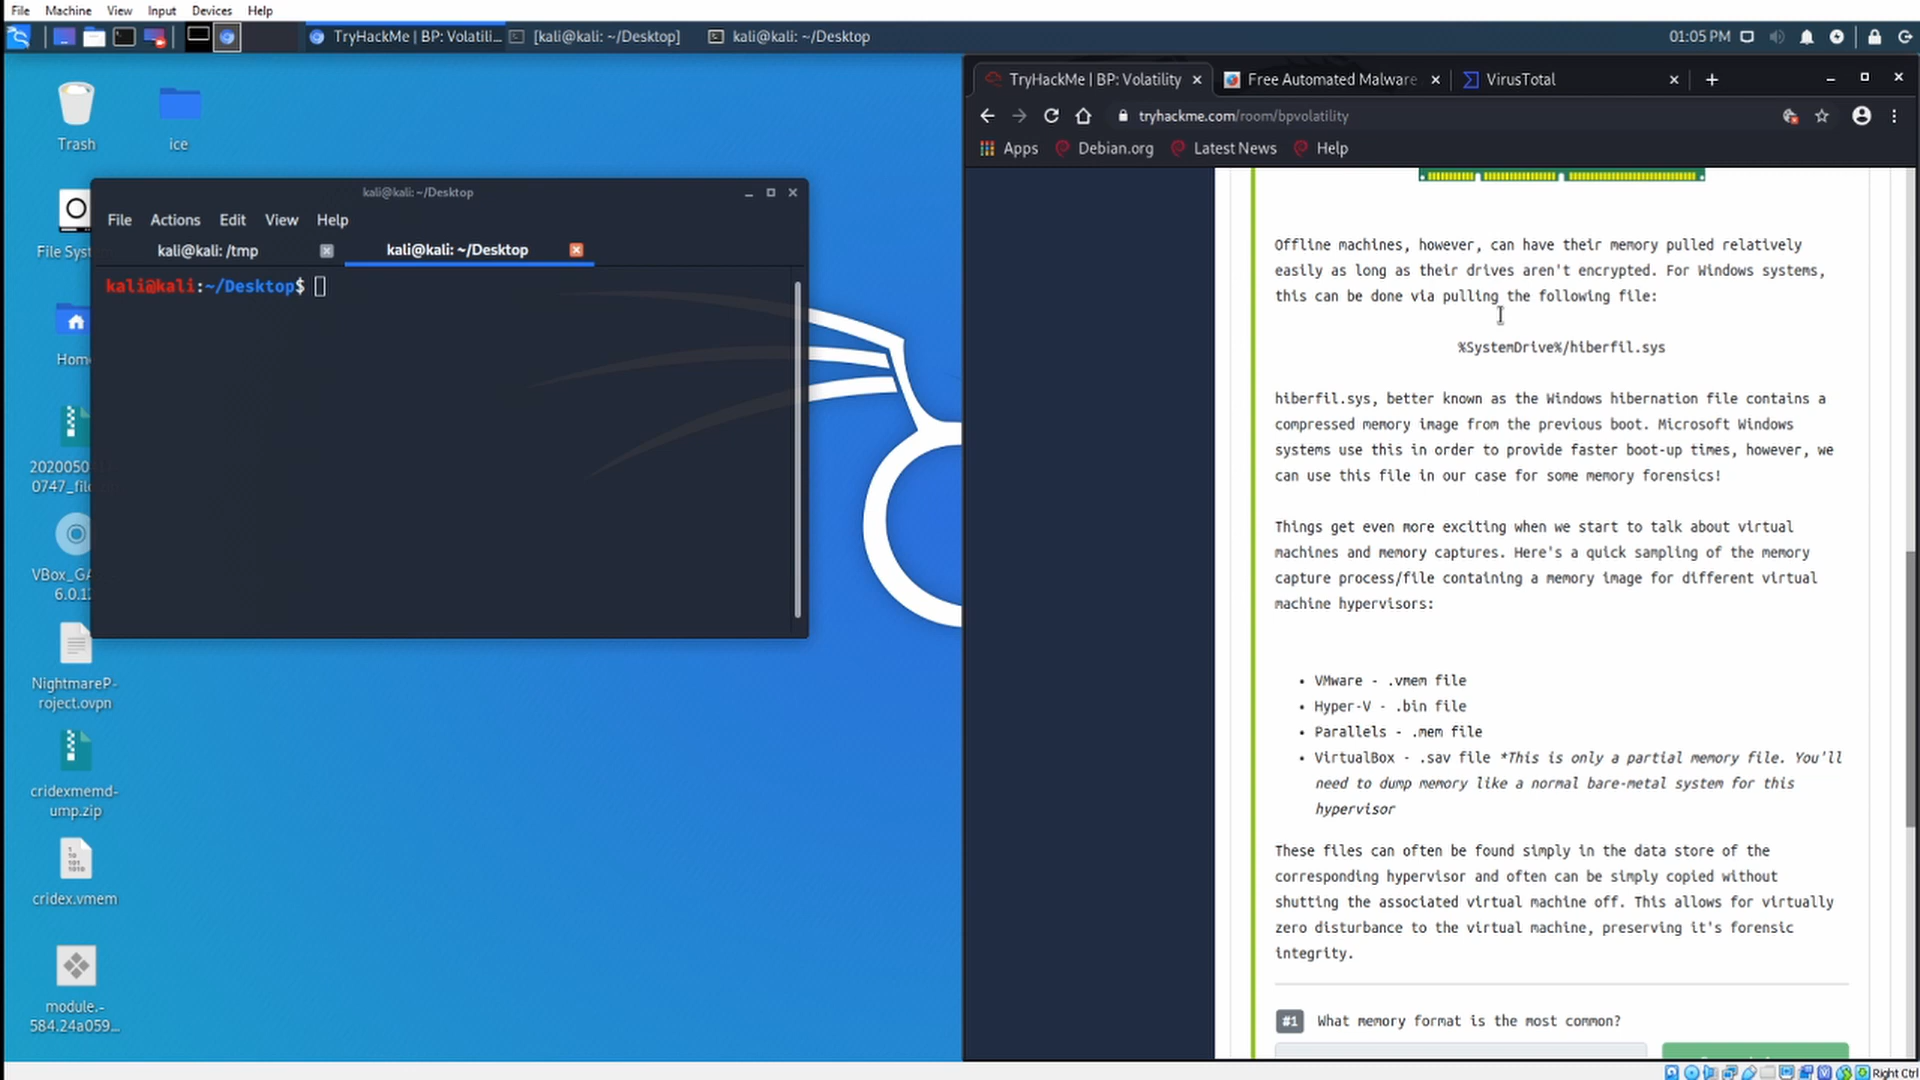 File Machine View Input Devices Help
TryHackMe | BP: Volatili... [kali@kali: ~/Desktop] kali@kali: ~/Desktop 01:05 PM
Trash
ice
File Sys
Home
2020050
0747_fil
VBox_GA
6.0.1
NightmareP-
roject.ovpn
cridexmemd-
ump.zip
cridex.vmem
module.-
584.24a059...
kali@kali: ~/Desktop
File Actions Edit View Help
kali@kali: /tmp kali@kali: ~/Desktop
kali@kali:~/Desktop$
TryHackMe | BP: Volatility Free Automated Malware VirusTotal
tryhackme.com/room/bpvolatility
Apps Debian.org Latest News Help
Offline machines, however, can have their memory pulled relatively
easily as long as their drives aren't encrypted. For Windows systems,
this can be done via pulling the following file:
%SystemDrive%/hiberfil.sys
hiberfil.sys, better known as the Windows hibernation file contains a
compressed memory image from the previous boot. Microsoft Windows
systems use this in order to provide faster boot-up times, however, we
can use this file in our case for some memory forensics!
Things get even more exciting when we start to talk about virtual
machines and memory captures. Here's a quick sampling of the memory
capture process/file containing a memory image for different virtual
machine hypervisors:
• VMware - .vmem file
• Hyper-V - .bin file
• Parallels - .mem file
• VirtualBox - .sav file *This is only a partial memory file. You'll
need to dump memory like a normal bare-metal system for this
hypervisor
These files can often be found simply in the data store of the
corresponding hypervisor and often can be simply copied without
shutting the associated virtual machine off. This allows for virtually
zero disturbance to the virtual machine, preserving it's forensic
integrity.
#1 What memory format is the most common?
Right Ctrl